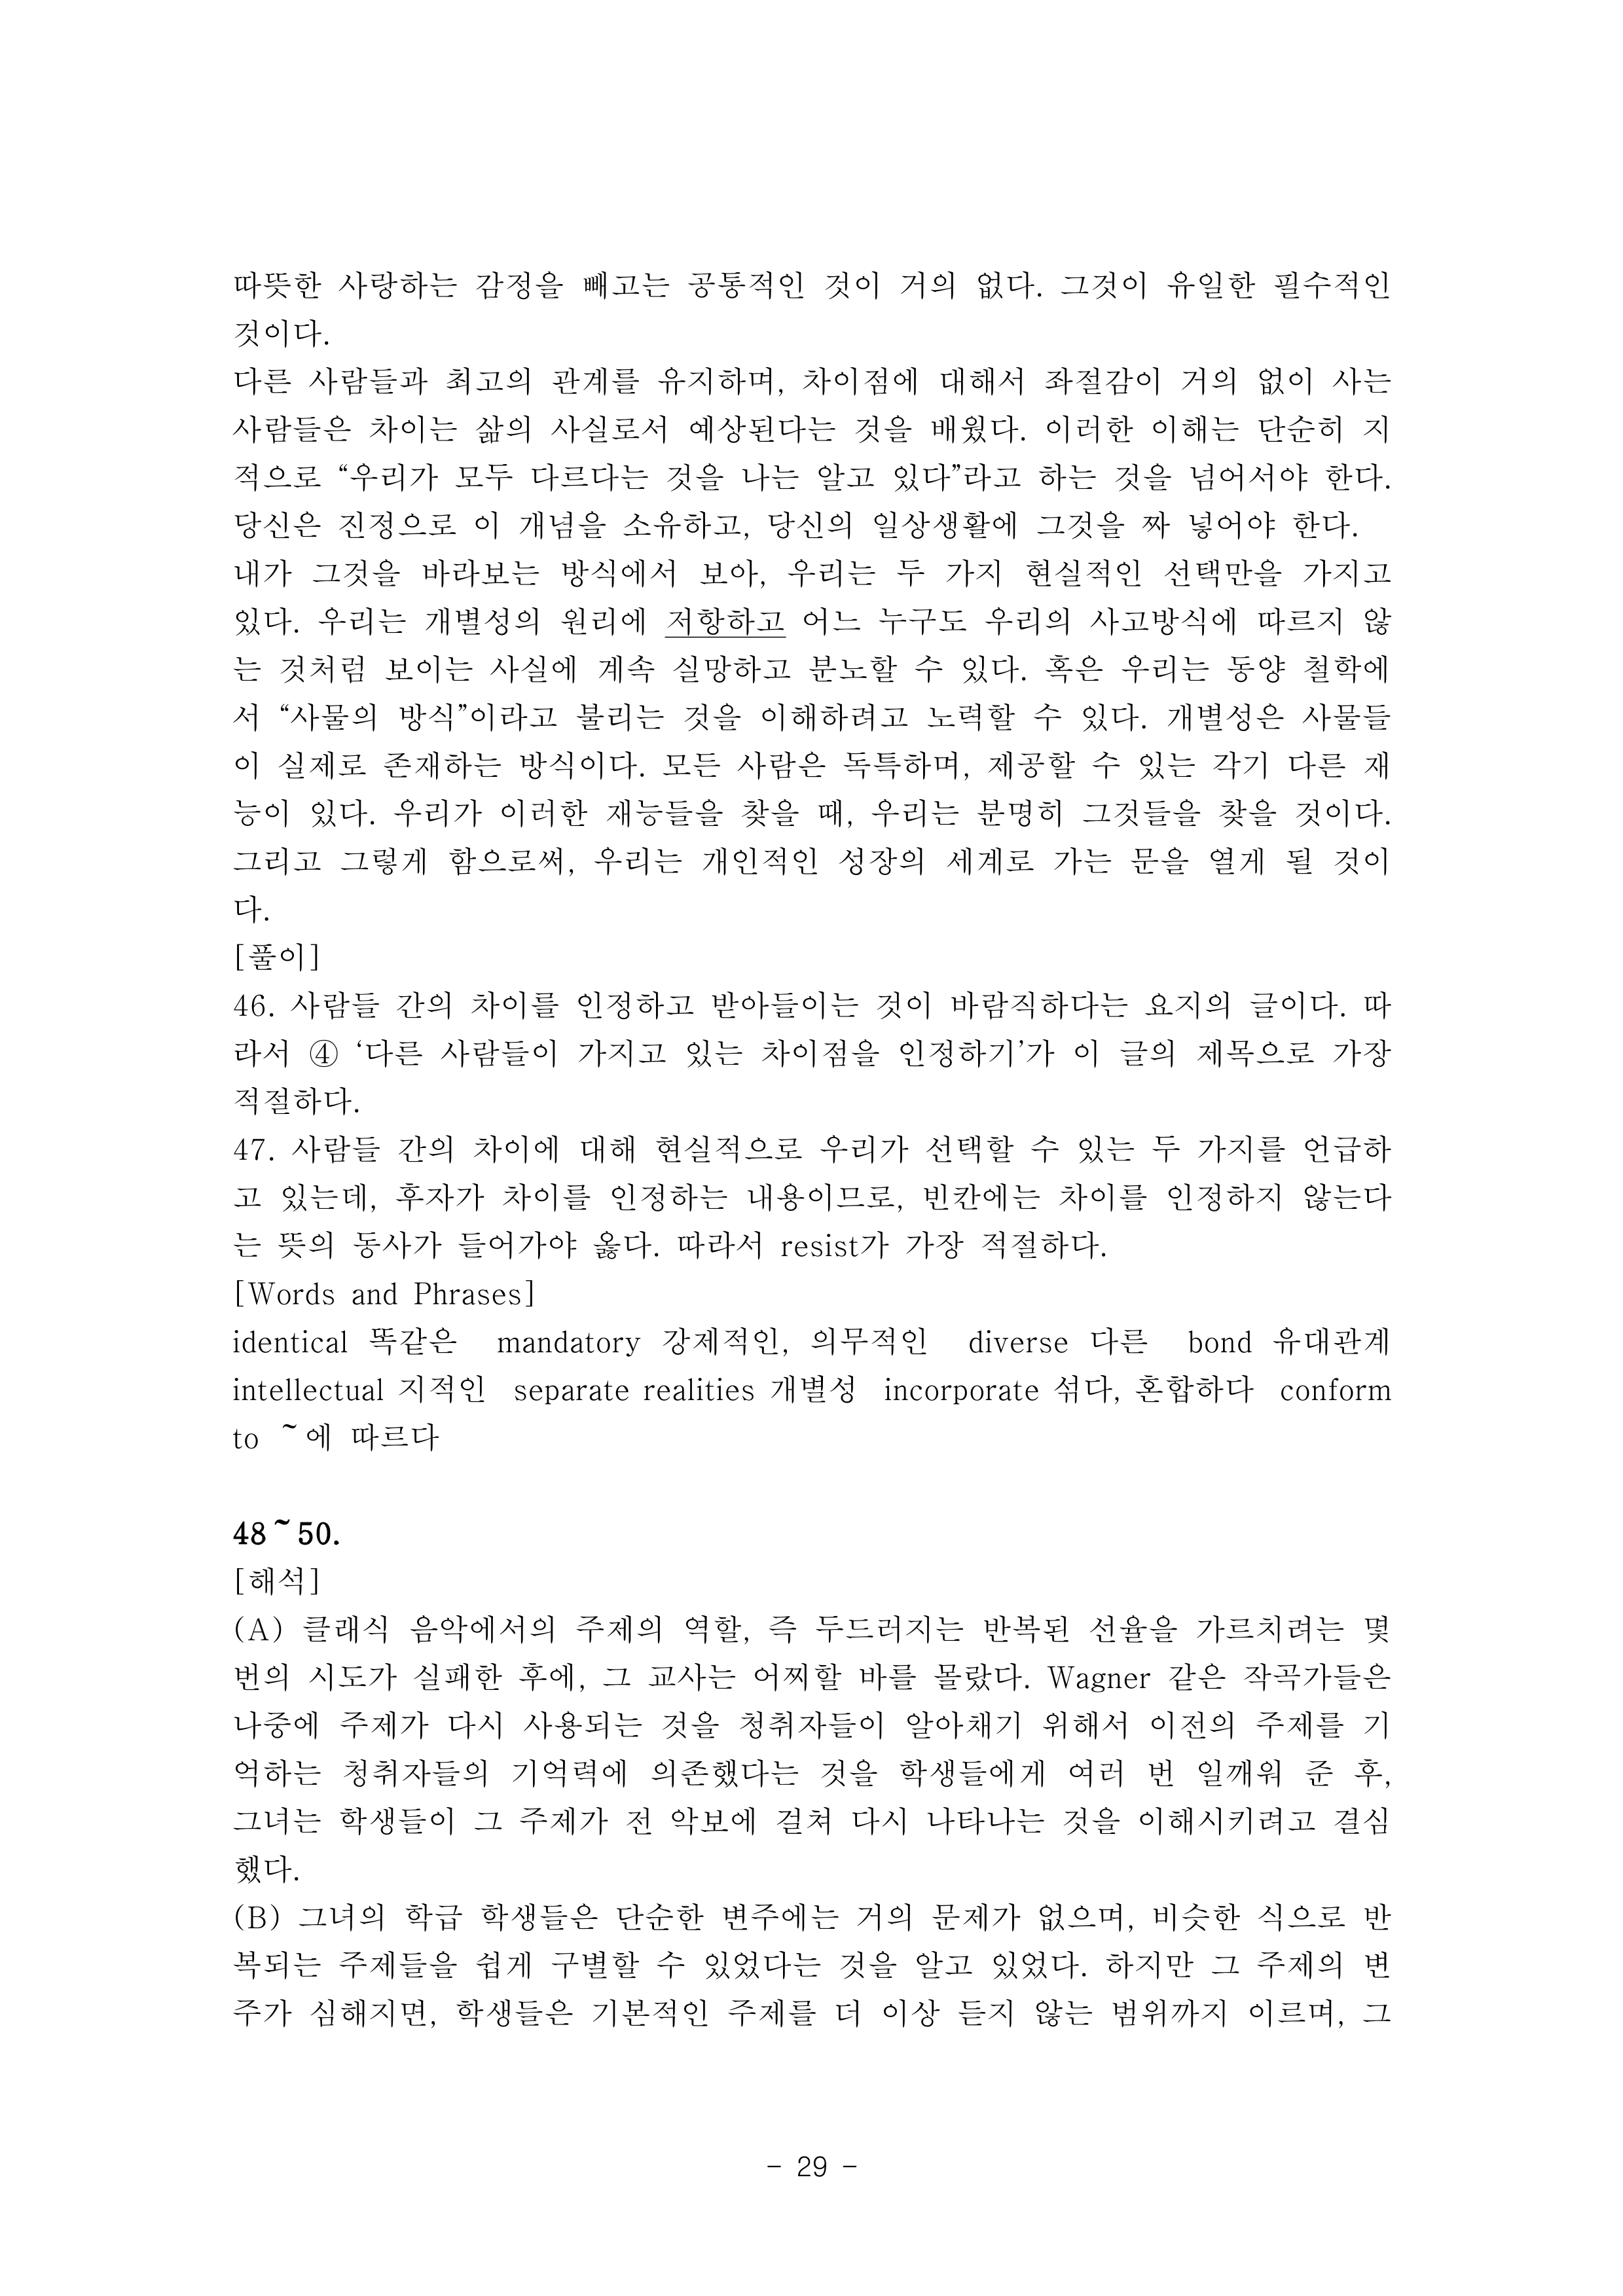 따뜻한 사랑하는 감정을 빼고는 공통적인 것이 거의 없다. 그것이 유일한 필수적인
것이다.
다른 사람들과 최고의 관계를 유지하며, 차이점에 대해서 좌절감이 거의 없이 사는
사람들은 차이는 삶의 사실로서 예상된다는 것을 배웠다. 이러한 이해는 단순히 지
적으로 “우리가 모두 다르다는 것을 나는 알고 있다”라고 하는 것을 넘어서야 한다.
당신은 진정으로 이 개념을 소유하고, 당신의 일상생활에 그것을 짜 넣어야 한다.
내가 그것을 바라보는 방식에서 보아, 우리는 두 가지 현실적인 선택만을 가지고
있다. 우리는 개별성의 원리에 저항하고 어느 누구도 우리의 사고방식에 따르지 않
는 것처럼 보이는 사실에 계속 실망하고 분노할 수 있다. 혹은 우리는 동양 철학에
서 “사물의 방식”이라고 불리는 것을 이해하려고 노력할 수 있다. 개별성은 사물들
이 실제로 존재하는 방식이다. 모든 사람은 독특하며, 제공할 수 있는 각기 다른 재
능이 있다. 우리가 이러한 재능들을 찾을 때, 우리는 분명히 그것들을 찾을 것이다.
그리고 그렇게 함으로써, 우리는 개인적인 성장의 세계로 가는 문을 열게 될 것이
다.
[풀이]
46. 사람들 간의 차이를 인정하고 받아들이는 것이 바람직하다는 요지의 글이다. 따
라서 ④ ‘다른 사람들이 가지고 있는 차이점을 인정하기’가 이 글의 제목으로 가장
적절하다.
47. 사람들 간의 차이에 대해 현실적으로 우리가 선택할 수 있는 두 가지를 언급하
고 있는데, 후자가 차이를 인정하는 내용이므로, 빈칸에는 차이를 인정하지 않는다
는 뜻의 동사가 들어가야 옳다. 따라서 resist가 가장 적절하다.
[Words and Phrases]
identical 똑같은  mandatory 강제적인, 의무적인  diverse 다른  bond 유대관계
intellectual 지적인  separate realities 개별성  incorporate 섞다, 혼합하다  conform
to ~에 따르다
48~50.
[해석]
(A) 클래식 음악에서의 주제의 역할, 즉 두드러지는 반복된 선율을 가르치려는 몇
번의 시도가 실패한 후에, 그 교사는 어찌할 바를 몰랐다. Wagner 같은 작곡가들은
나중에 주제가 다시 사용되는 것을 청취자들이 알아채기 위해서 이전의 주제를 기
억하는 청취자들의 기억력에 의존했다는 것을 학생들에게 여러 번 일깨워 준 후,
그녀는 학생들이 그 주제가 전 악보에 걸쳐 다시 나타나는 것을 이해시키려고 결심
했다.
(B) 그녀의 학급 학생들은 단순한 변주에는 거의 문제가 없으며, 비슷한 식으로 반
복되는 주제들을 쉽게 구별할 수 있었다는 것을 알고 있었다. 하지만 그 주제의 변
주가 심해지면, 학생들은 기본적인 주제를 더 이상 듣지 않는 범위까지 이르며, 그
- 29 -